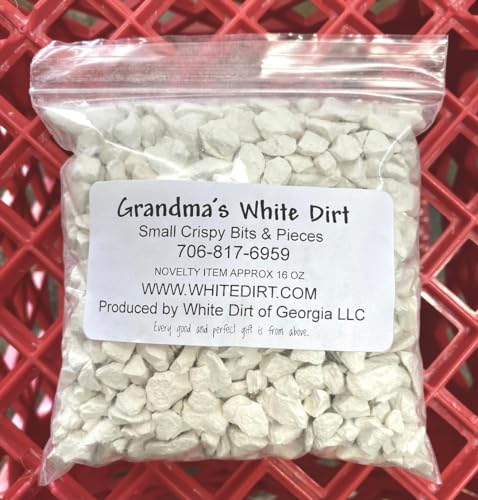 Grandma's White Dirt
Small Crispy Bits & Pieces
706-817-6959
NOVELTY ITEM APPROX 16 OZ
WWW.WHITEDIRT.COM
Produced by White Dirt of Georgia LLC
Every good and perfect gift is from above.